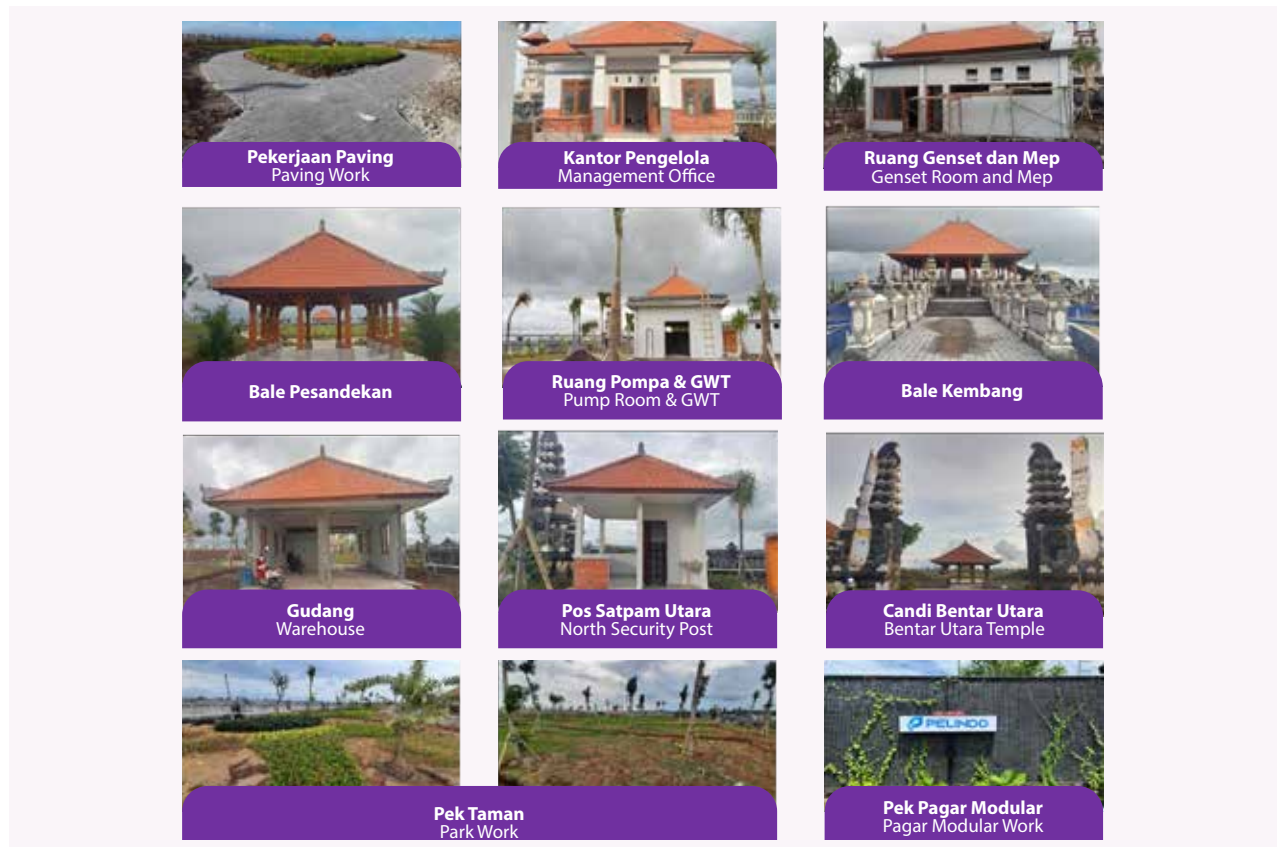 Pekerjaan Paving
Paving Work
Kantor Pengelola
Management Office
Ruang Genset dan Mep
Genset Room and Mep
Bale Pesandekan
Ruang Pompa & GWT
Pump Room & GWT
Bale Kembang
Gudang
Warehouse
Pos Satpam Utara
North Security Post
Candi Bentar Utara
Bentar Utara Temple
Pek Taman
Park Work
PELINDO
Pek Pagar Modular
Pagar Modular Work